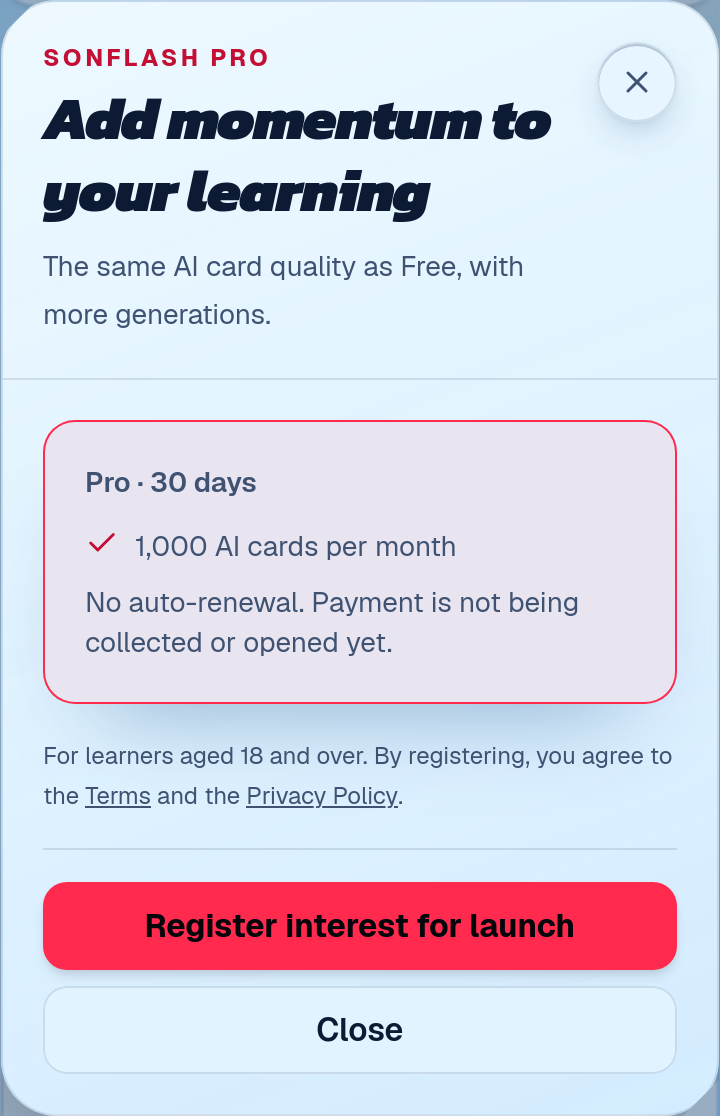 SONFLASH PRO
Add momentum to
your learning
The same AI card quality as Free, with
more generations.
Pro · 30 days
1,000 AI cards per month
No auto-renewal. Payment is not being
collected or opened yet.
For learners aged 18 and over. By registering, you agree to
the Terms and the Privacy Policy.
Register interest for launch
Close